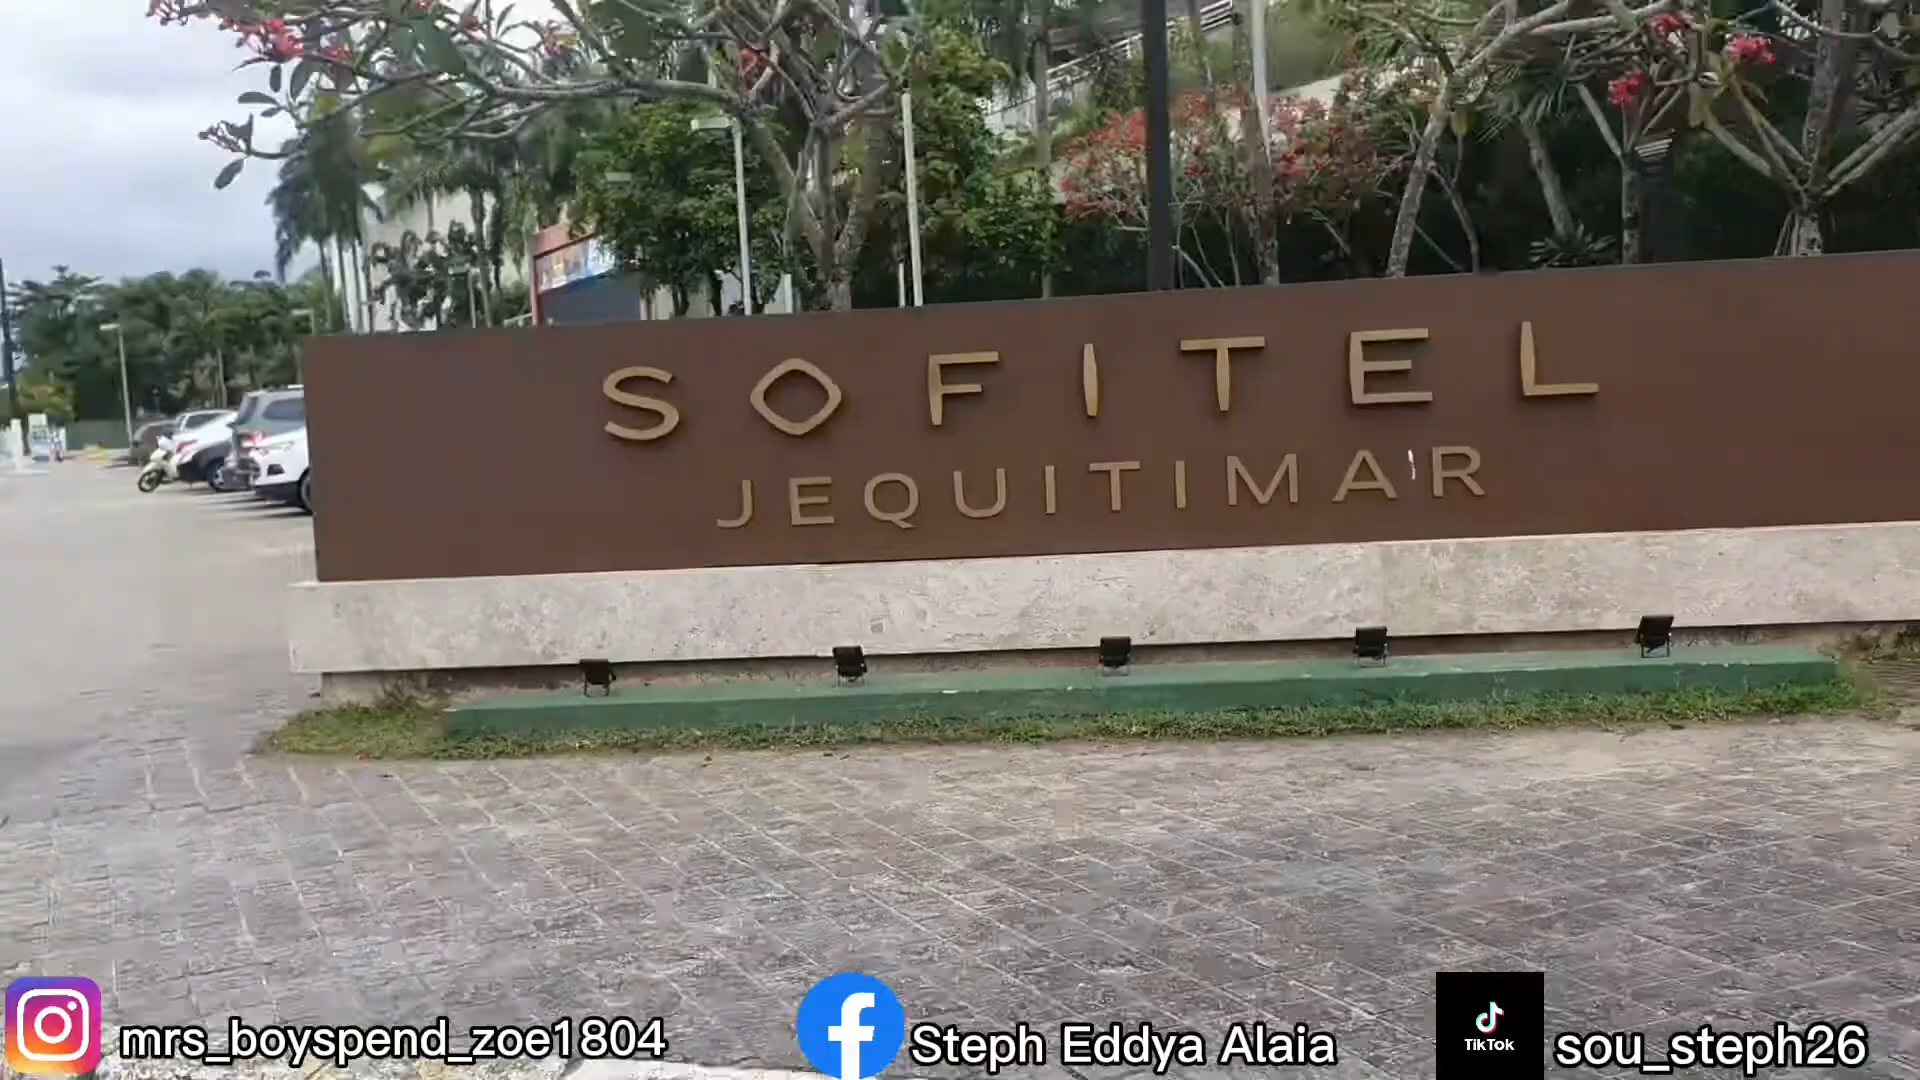 SOFITEL
JEQUITIMAR
mrs_boyspend_zoe1804
Steph Eddya Alaia
TikTok
sou_steph26